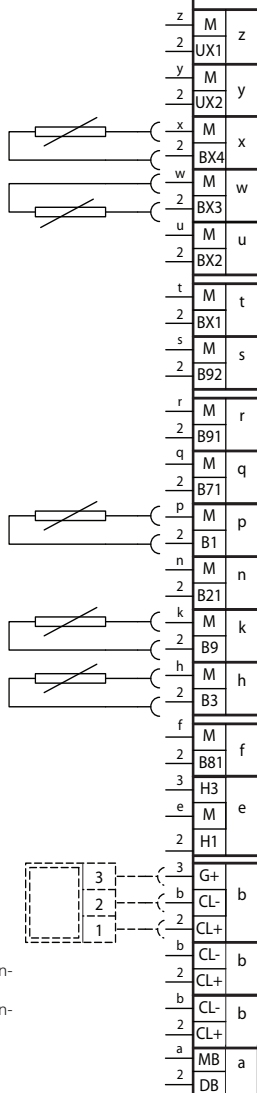 z M z
2 UX1
y M y
2 UX2
x M x
2 BX4
w M w
2 BX3
u M u
2 BX2
t M t
2 BX1
s M s
2 B92
r M r
2 B91
q M q
2 B71
p M p
2 B1
n M n
2 B21
k M k
2 B9
h M h
2 B3
f M f
2 B81
3 H3
e M e
2 H1
3 3 G+
2 b CL- b
1 2 CL+
b CL- b
n-
2 CL+
b CL- b
n-
2 CL+
a MB a
2 DB